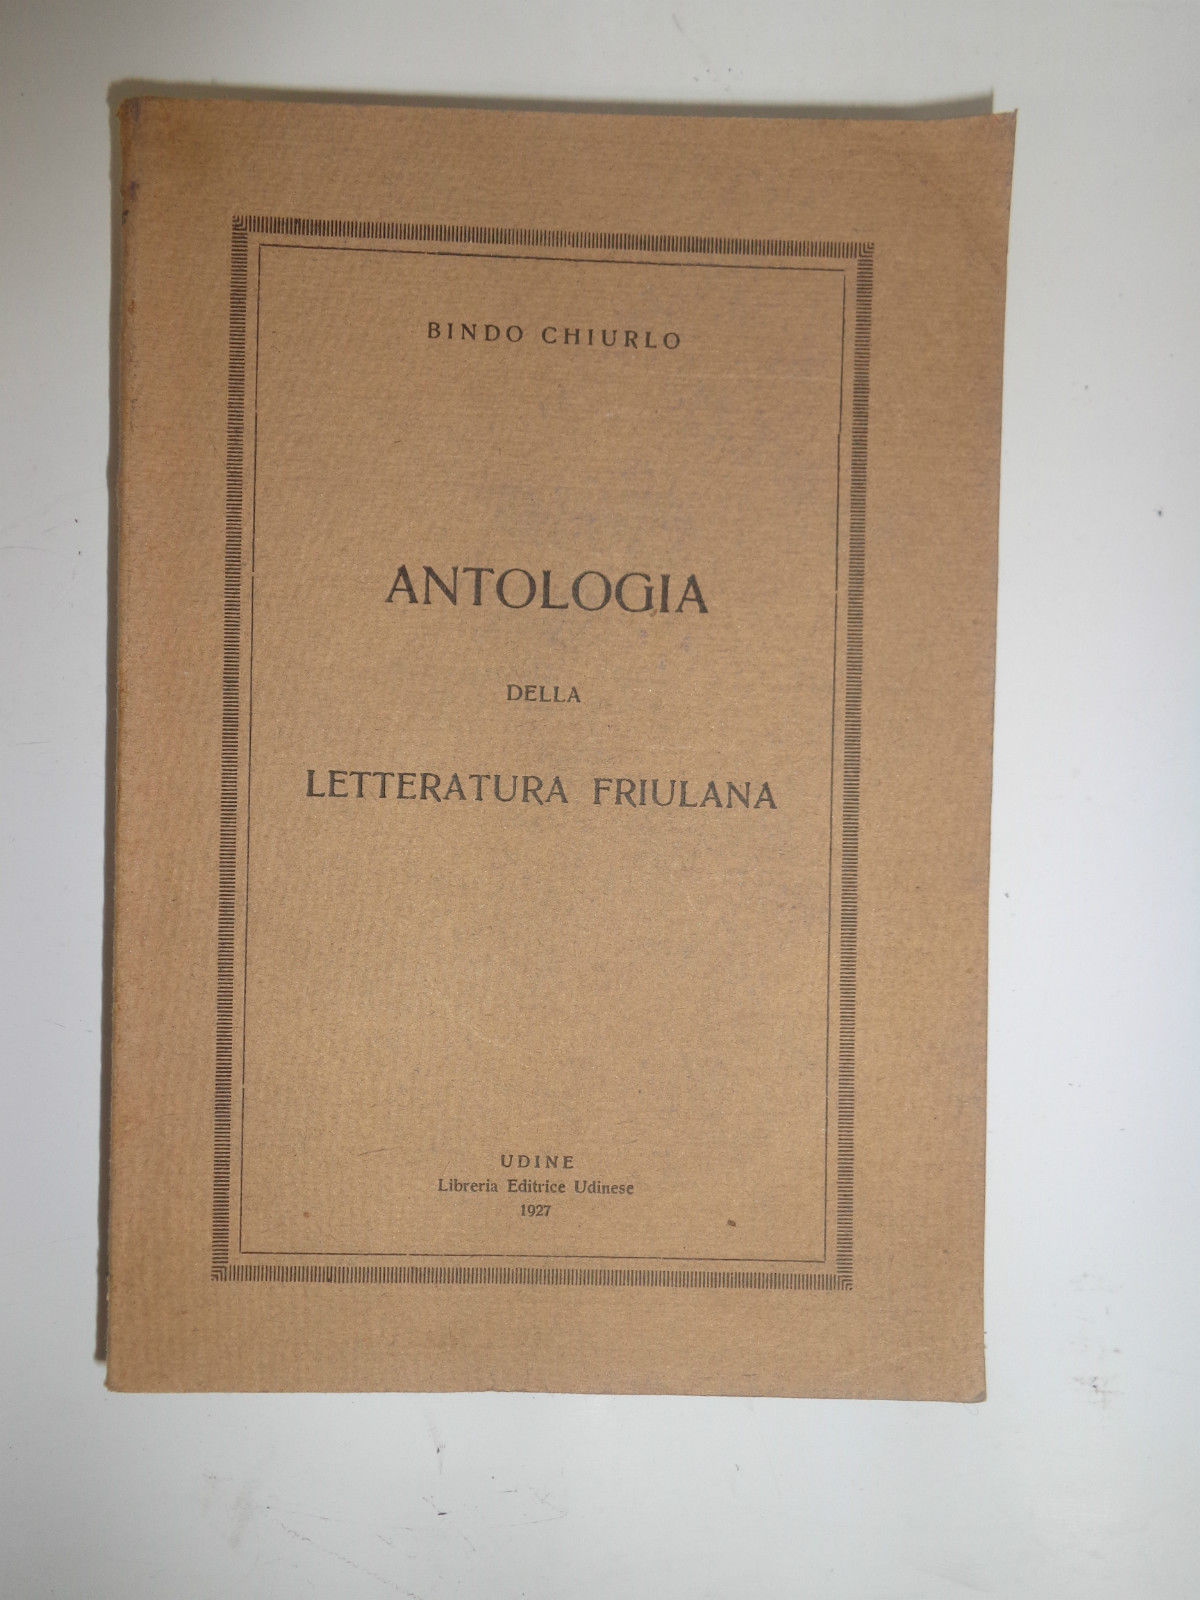 BINDO CHIURLO
ANTOLOGIA
DELLA
LETTERATURA FRIULANA
UDINE
Libreria Editrice Udinese
1927